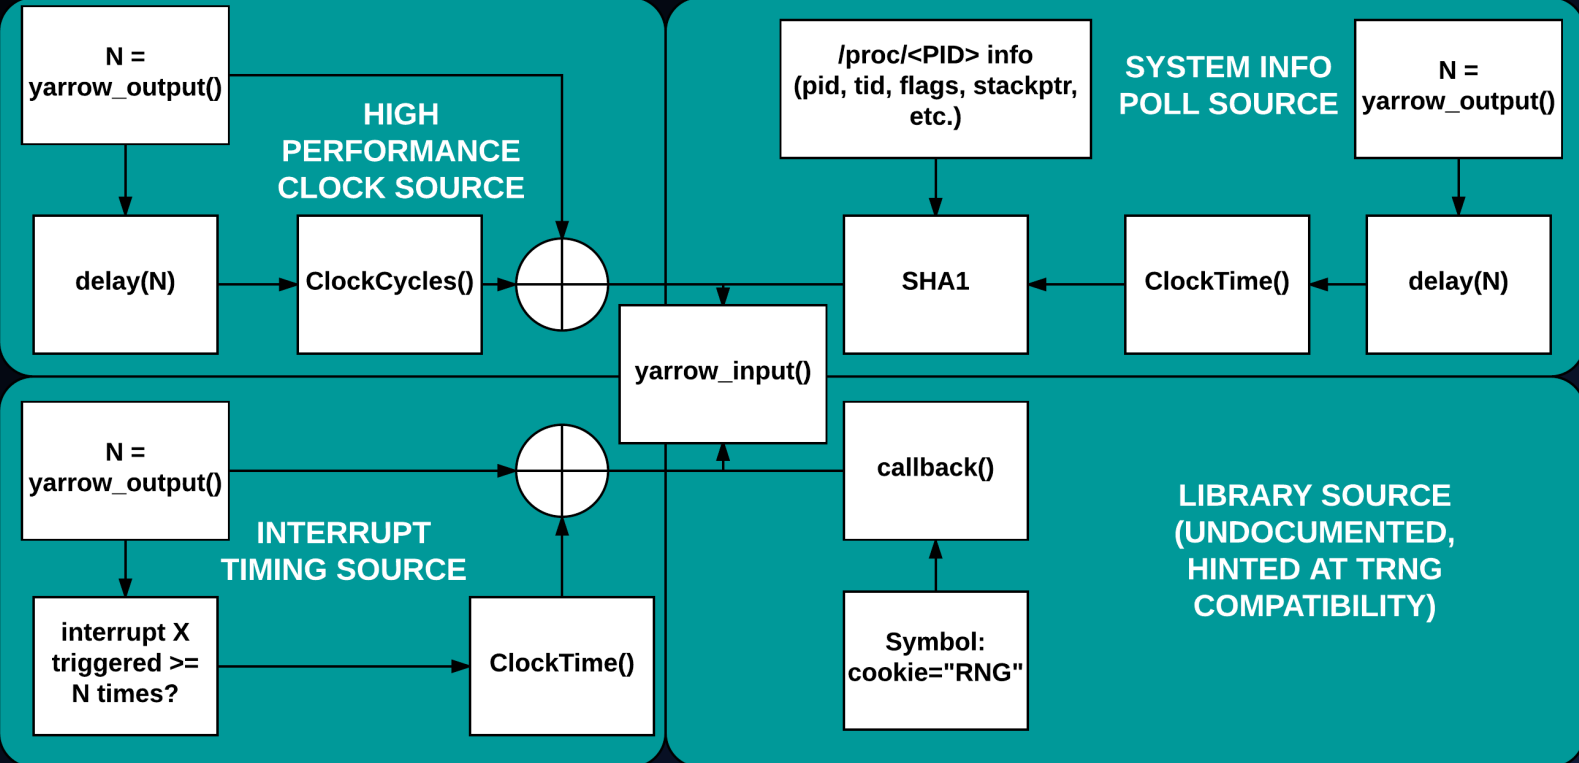 N =
yarrow_output()
HIGH
PERFORMANCE
CLOCK SOURCE
delay(N)
ClockCycles()
/proc/<PID> info
(pid, tid, flags, stackptr,
etc.)
SYSTEM INFO
POLL SOURCE
N =
yarrow_output()
SHA1
ClockTime()
delay(N)
yarrow_input()
N =
yarrow_output()
INTERRUPT
TIMING SOURCE
interrupt X
triggered >=
N times?
ClockTime()
callback()
Symbol:
cookie="RNG"
LIBRARY SOURCE
(UNDOCUMENTED,
HINTED AT TRNG
COMPATIBILITY)